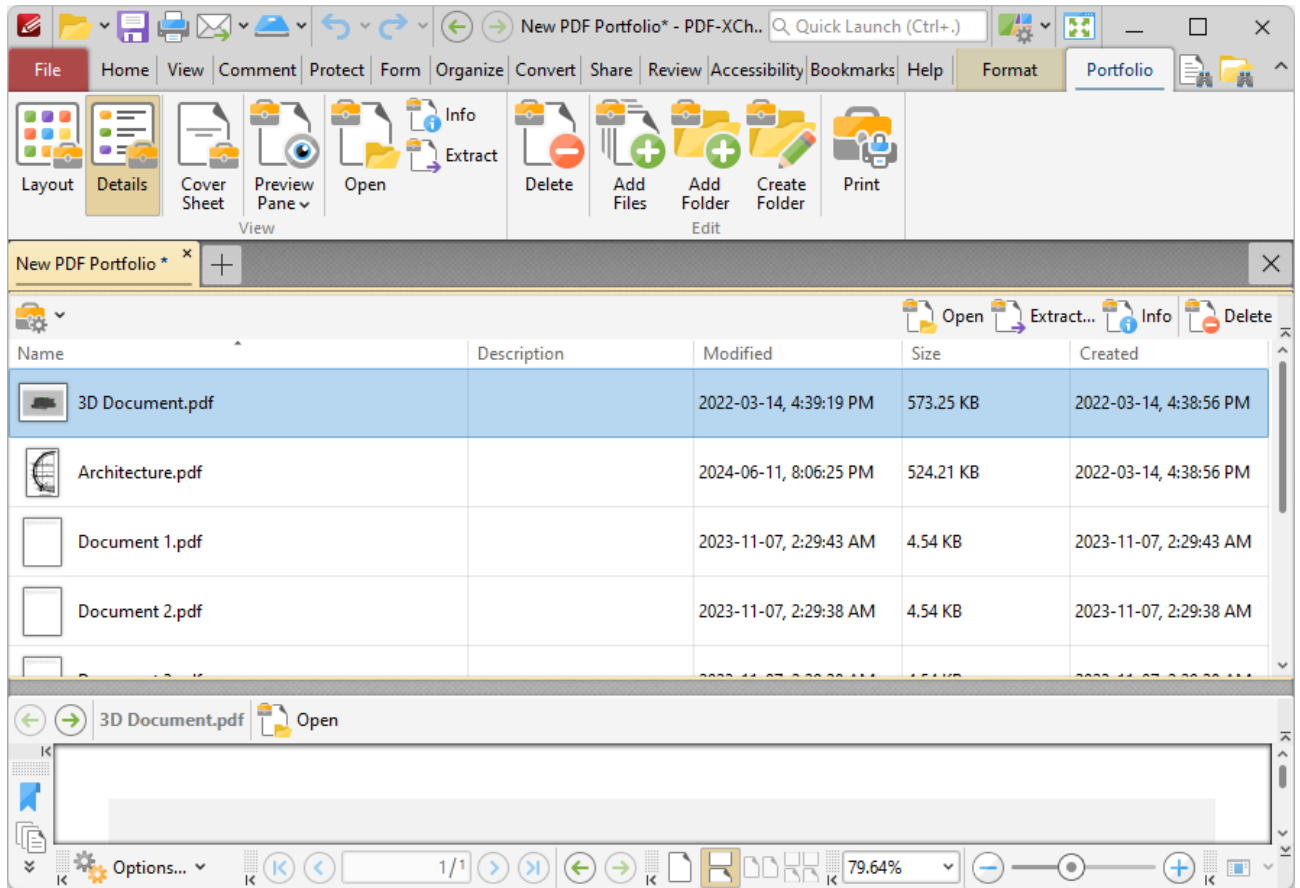 New PDF Portfolio* - PDF-XCh.. Quick Launch (Ctrl+.)
File Home View Comment Protect Form Organize Convert Share Review Accessibility Bookmarks Help Format Portfolio
Layout Details Cover Sheet Preview Pane Open Info Extract Delete Add Files Add Folder Create Folder Print
View Edit
New PDF Portfolio *
Open Extract... Info Delete
Name Description Modified Size Created
3D Document.pdf 2022-03-14, 4:39:19 PM 573.25 KB 2022-03-14, 4:38:56 PM
Architecture.pdf 2024-06-11, 8:06:25 PM 524.21 KB 2022-03-14, 4:38:56 PM
Document 1.pdf 2023-11-07, 2:29:43 AM 4.54 KB 2023-11-07, 2:29:43 AM
Document 2.pdf 2023-11-07, 2:29:38 AM 4.54 KB 2023-11-07, 2:29:38 AM
3D Document.pdf Open
Options... 1/1 79.64%